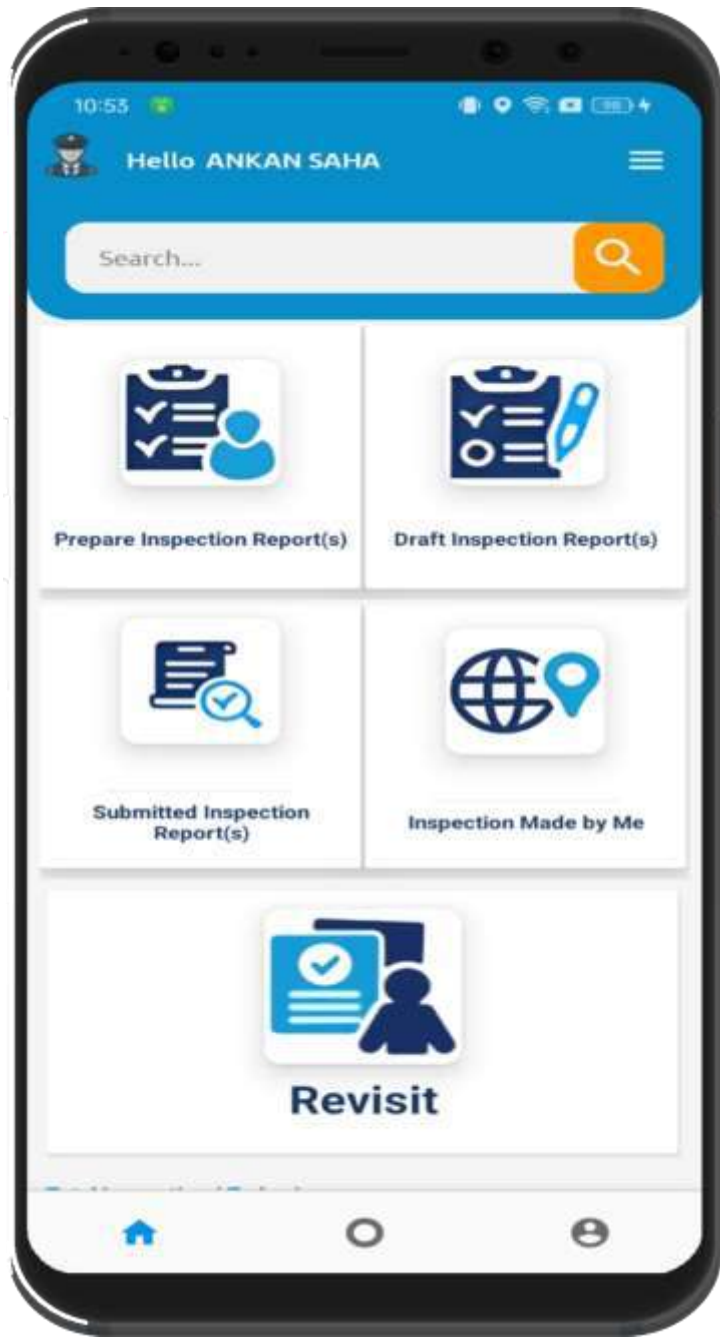 10:53
Hello ANKAN SAHA
Search...
Prepare Inspection Report(s)
Draft Inspection Report(s)
Submitted Inspection
Report(s)
Inspection Made by Me
Revisit